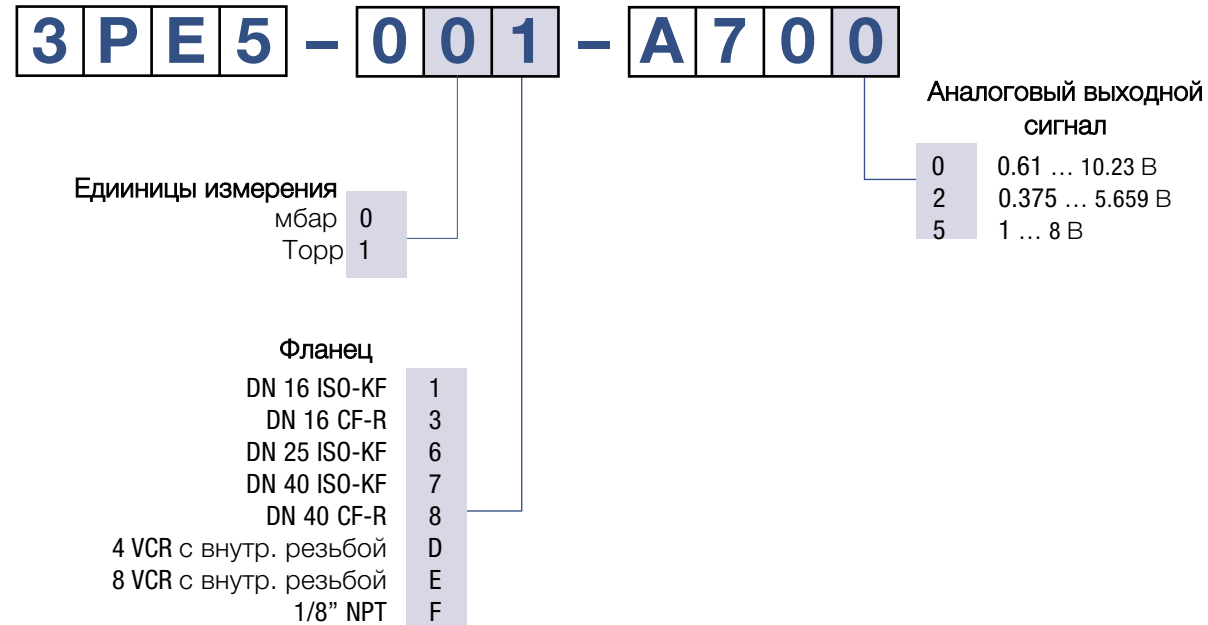 3PE5-001-A700
Аналоговый выходной
сигнал
0 0.61 … 10.23 В
2 0.375 … 5.659 В
5 1 … 8 В
Едииницы измерения
мбар 0
Торр 1
Фланец
DN 16 ISO-KF 1
DN 16 CF-R 3
DN 25 ISO-KF 6
DN 40 ISO-KF 7
DN 40 CF-R 8
4 VCR с внутр. резьбой D
8 VCR с внутр. резьбой E
1/8” NPT F